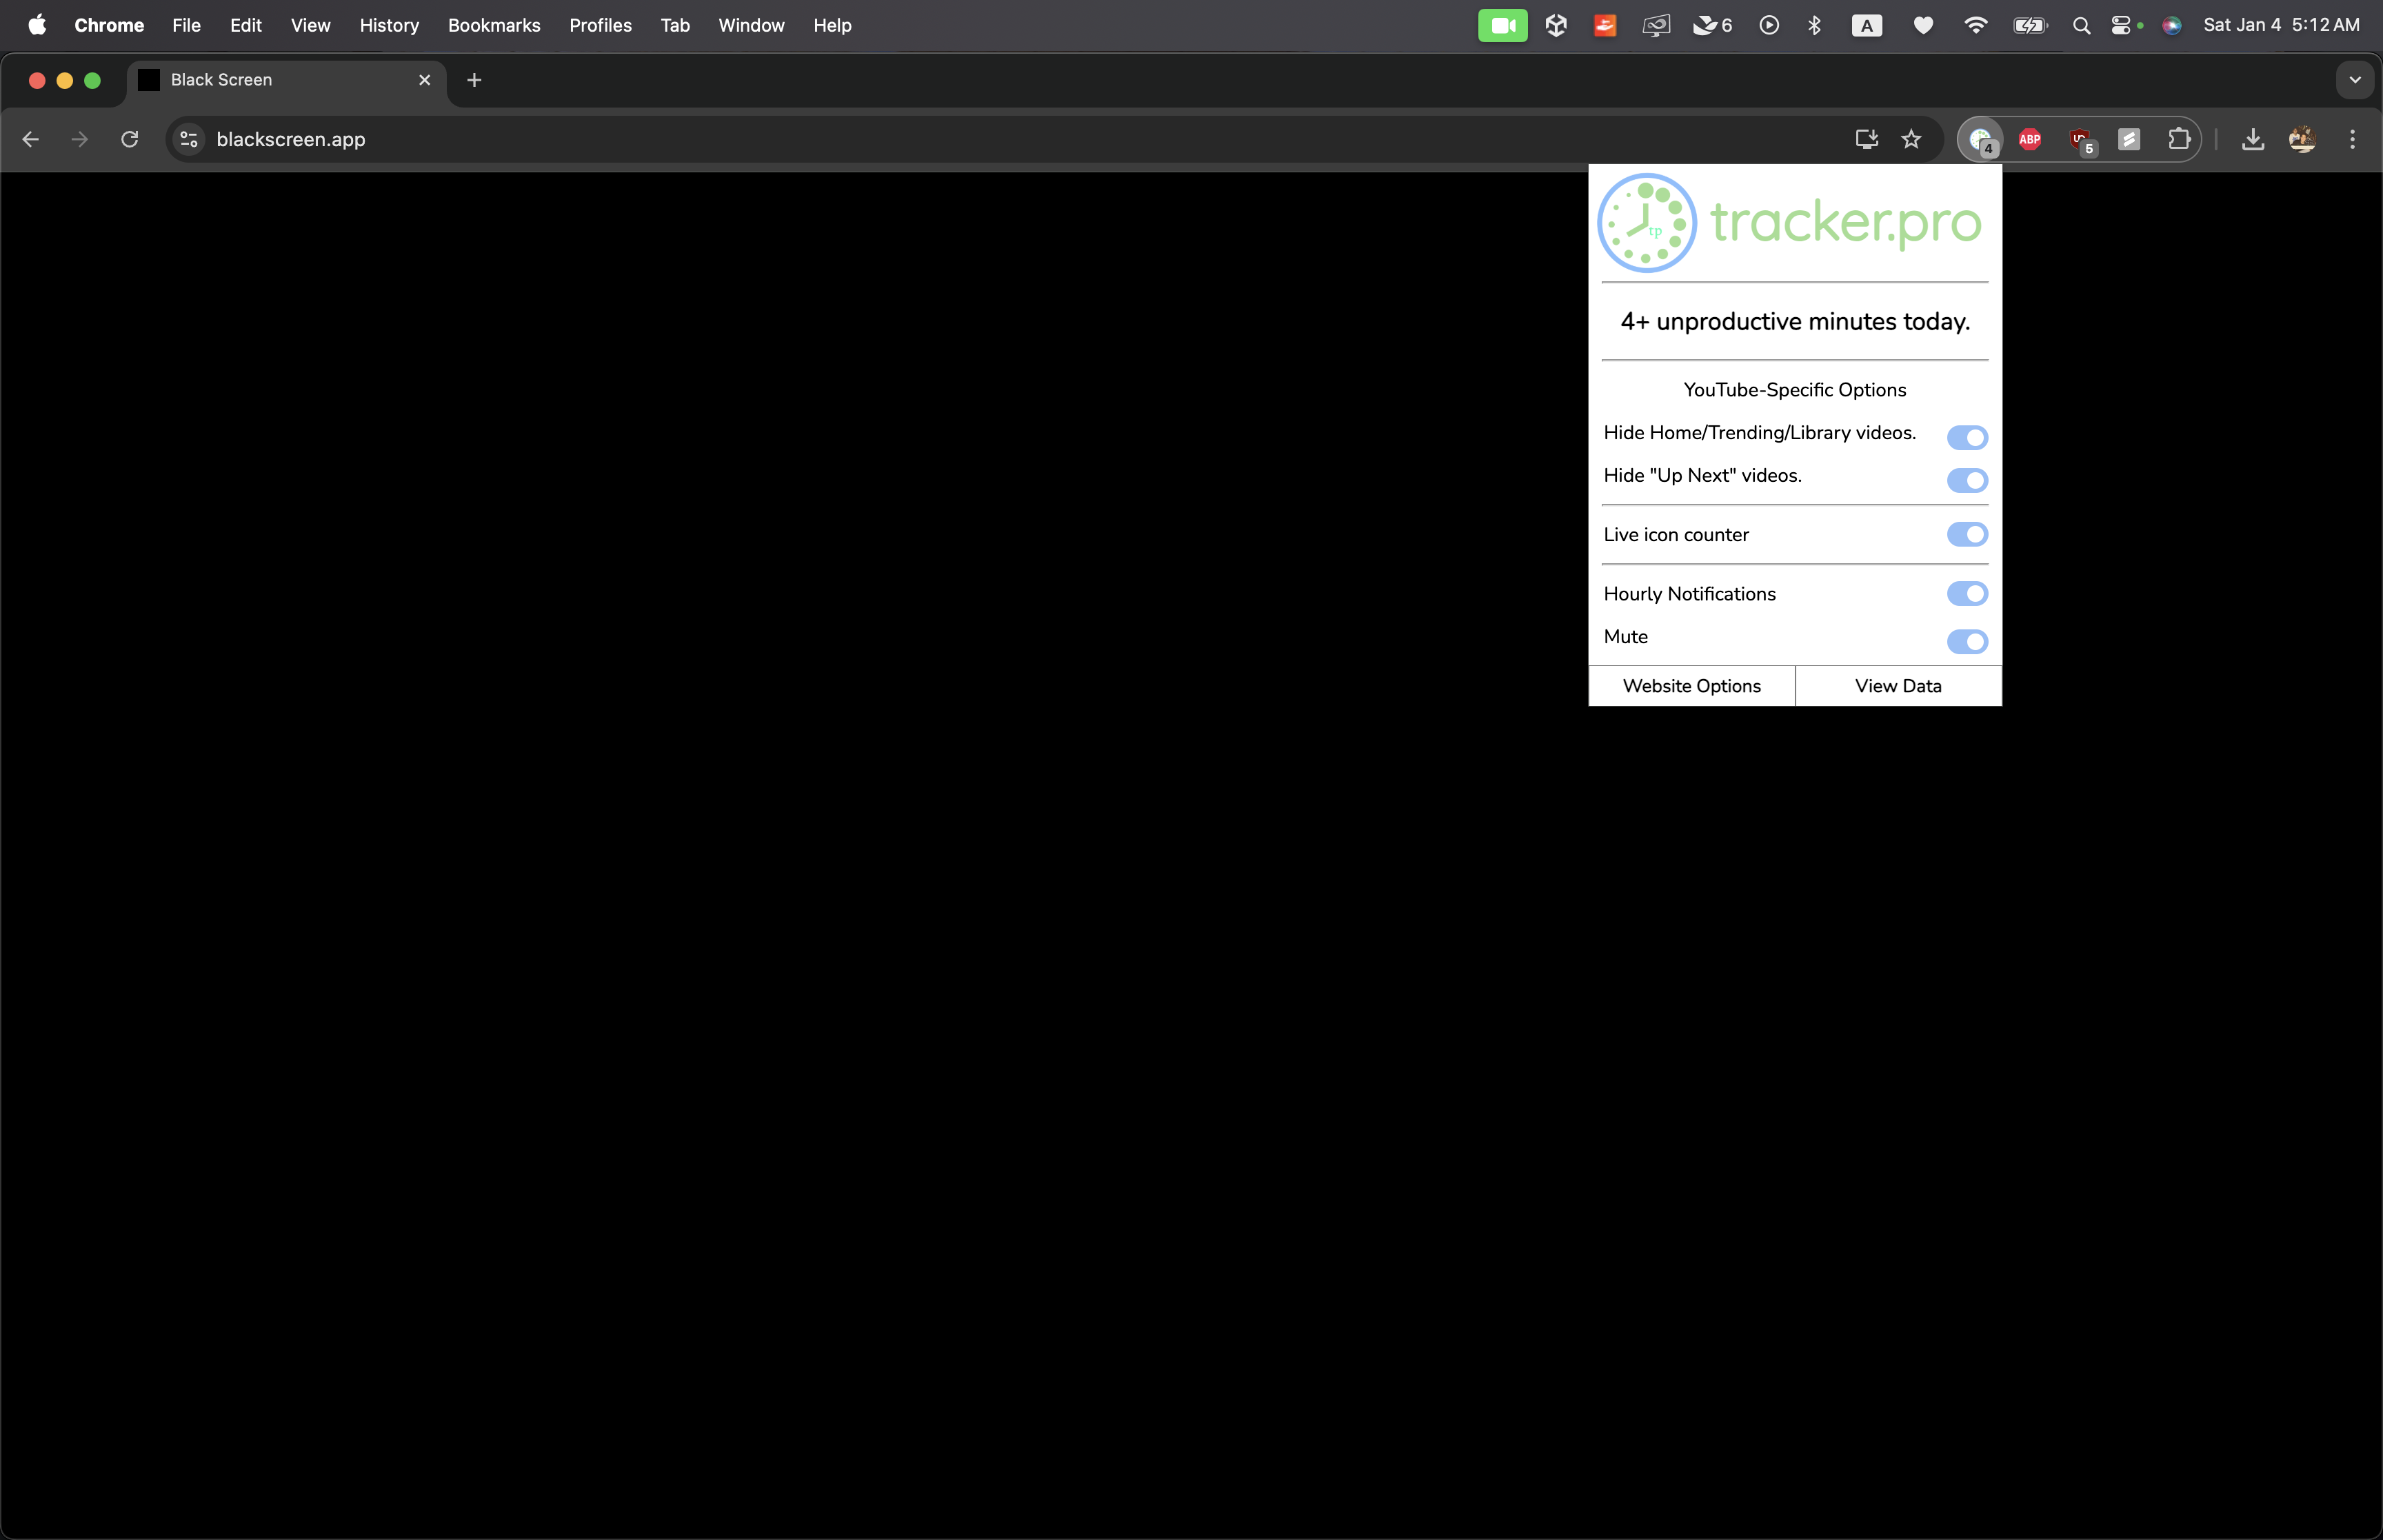 Chrome File Edit View History Bookmarks Profiles Tab Window Help 6 A Sat Jan 4 5:12 AM
Black Screen
blackscreen.app 4 ABP 5
tp tracker.pro
4+ unproductive minutes today.
YouTube-Specific Options
Hide Home/Trending/Library videos.
Hide "Up Next" videos.
Live icon counter
Hourly Notifications
Mute
Website Options View Data